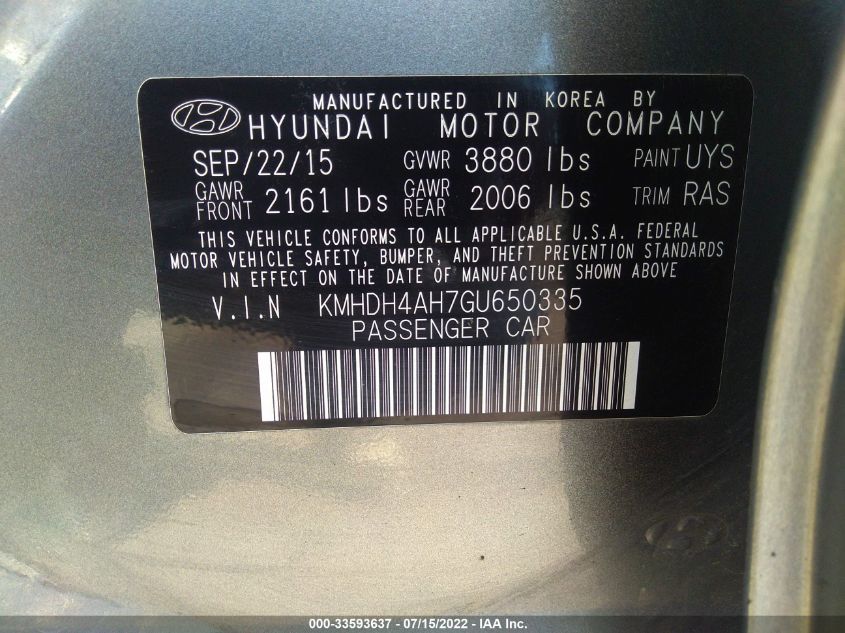 MANUFACTURED IN KOREA BY
HYUNDAI MOTOR COMPANY
SEP/22/15 GVWR 3880 lbs PAINT UYS
GAWR FRONT 2161 lbs GAWR REAR 2006 lbs TRIM RAS
THIS VEHICLE CONFORMS TO ALL APPLICABLE U.S.A. FEDERAL
MOTOR VEHICLE SAFETY, BUMPER, AND THEFT PREVENTION STANDARDS
IN EFFECT ON THE DATE OF MANUFACTURE SHOWN ABOVE
V.I.N KMHDH4AH7GU650335
PASSENGER CAR
000-33593637 - 07/15/2022 - IAA Inc.